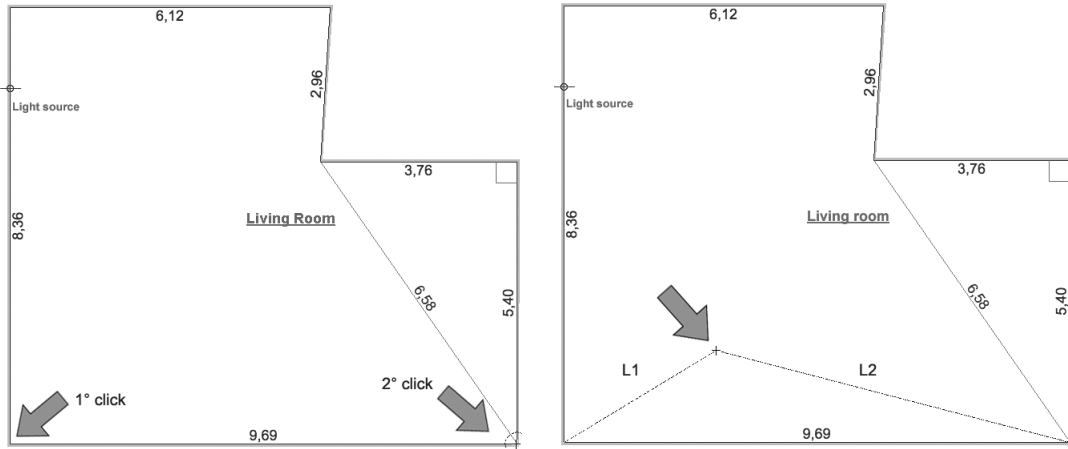 6,12
2,96
Light source
3,76
8,36
Living Room
6,58
5,40
2° click
1° click
9,69
6,12
2,96
Light source
3,76
8,36
Living room
6,58
5,40
L1
L2
9,69